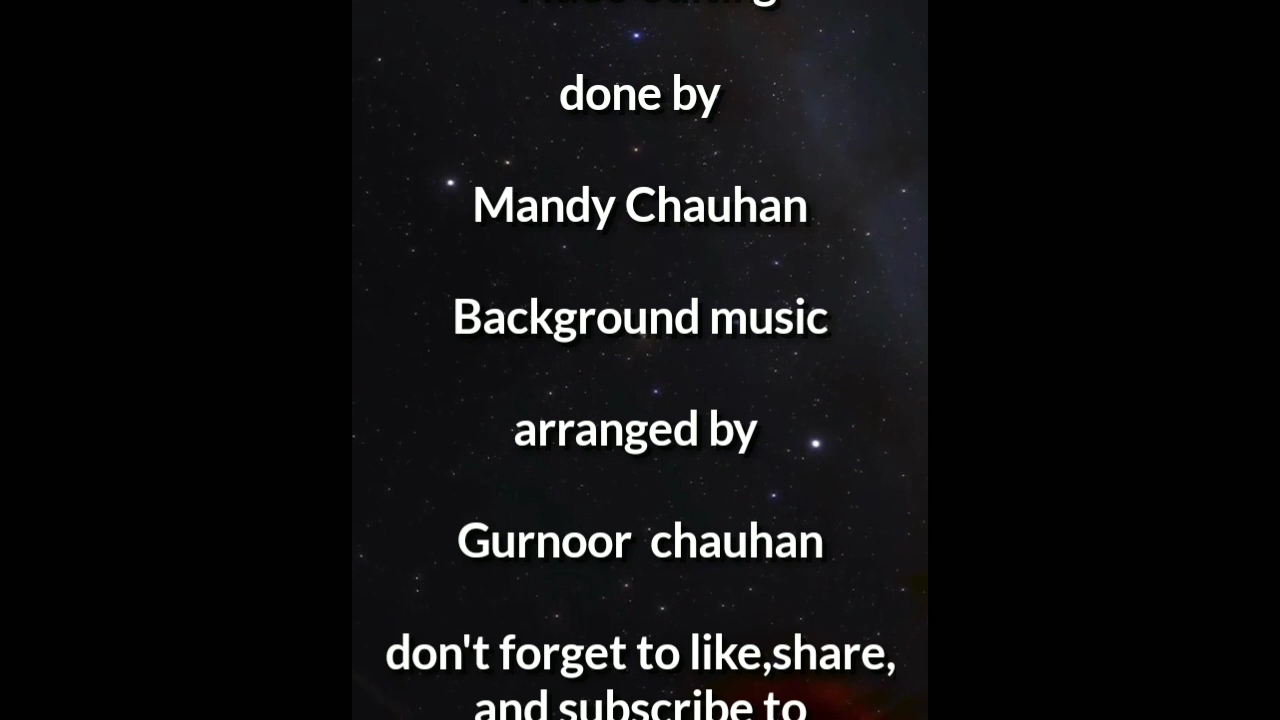 done by
Mandy Chauhan
Background music
arranged by
Gurnoor  chauhan
don't forget to like,share,
and subscribe to